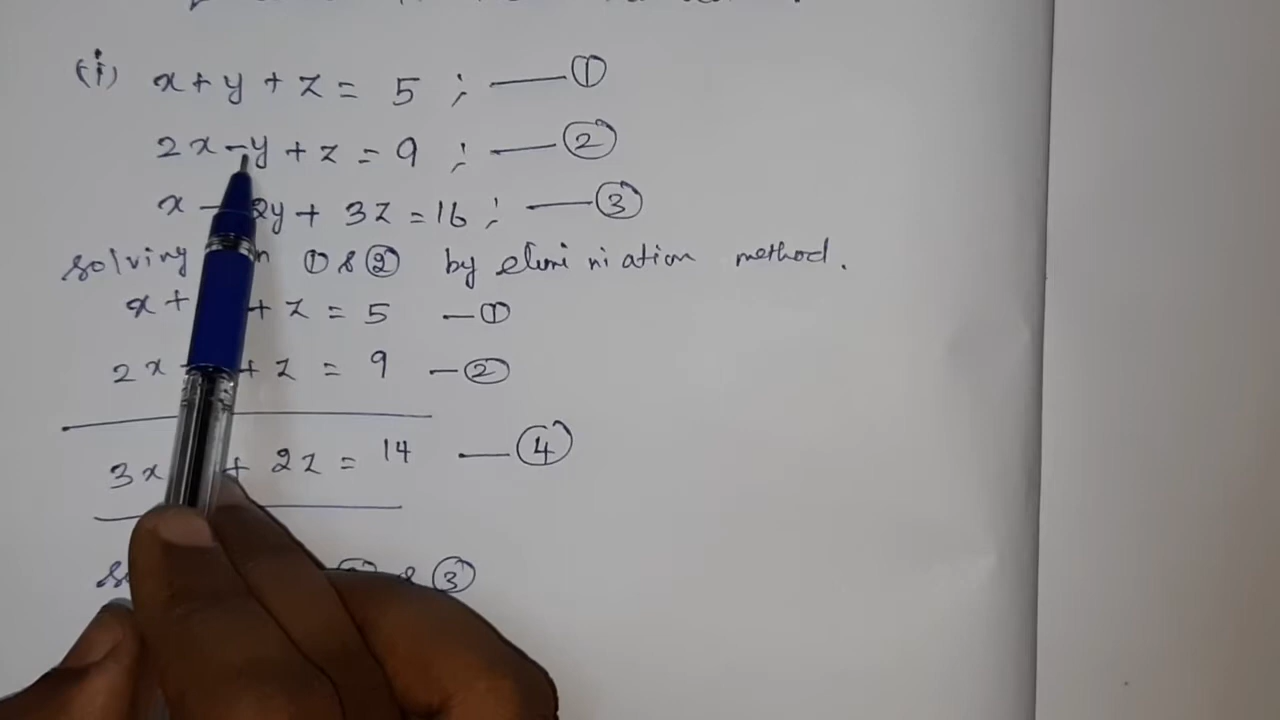 (i) x + y + z = 5 ; — ①
2x - y + z = 9 ; — ②
x - 2y + 3z = 16 ; — ③
solving ① & ② by eliminiation method.
x + + z = 5 — ①
2x + z = 9 — ②
3x + 2z = 14 — ④
& ③